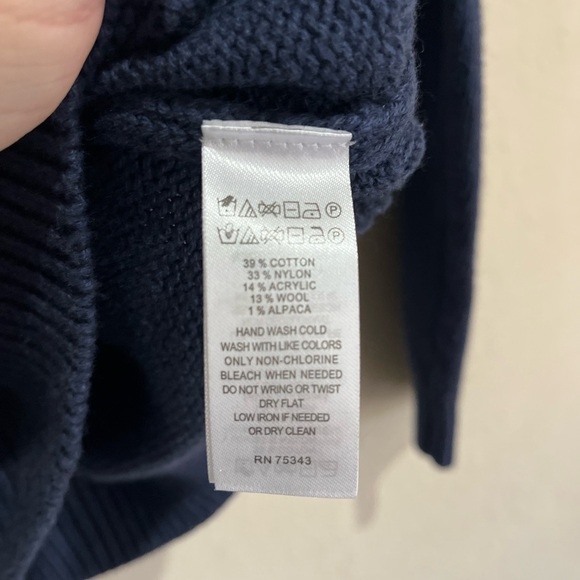 39 % COTTON
33 % NYLON
14 % ACRYLIC
13 % WOOL
1 % ALPACA
HAND WASH COLD
WASH WITH LIKE COLORS
ONLY NON-CHLORINE
BLEACH WHEN NEEDED
DO NOT WRING OR TWIST
DRY FLAT
LOW IRON IF NEEDED
OR DRY CLEAN
RN 75343